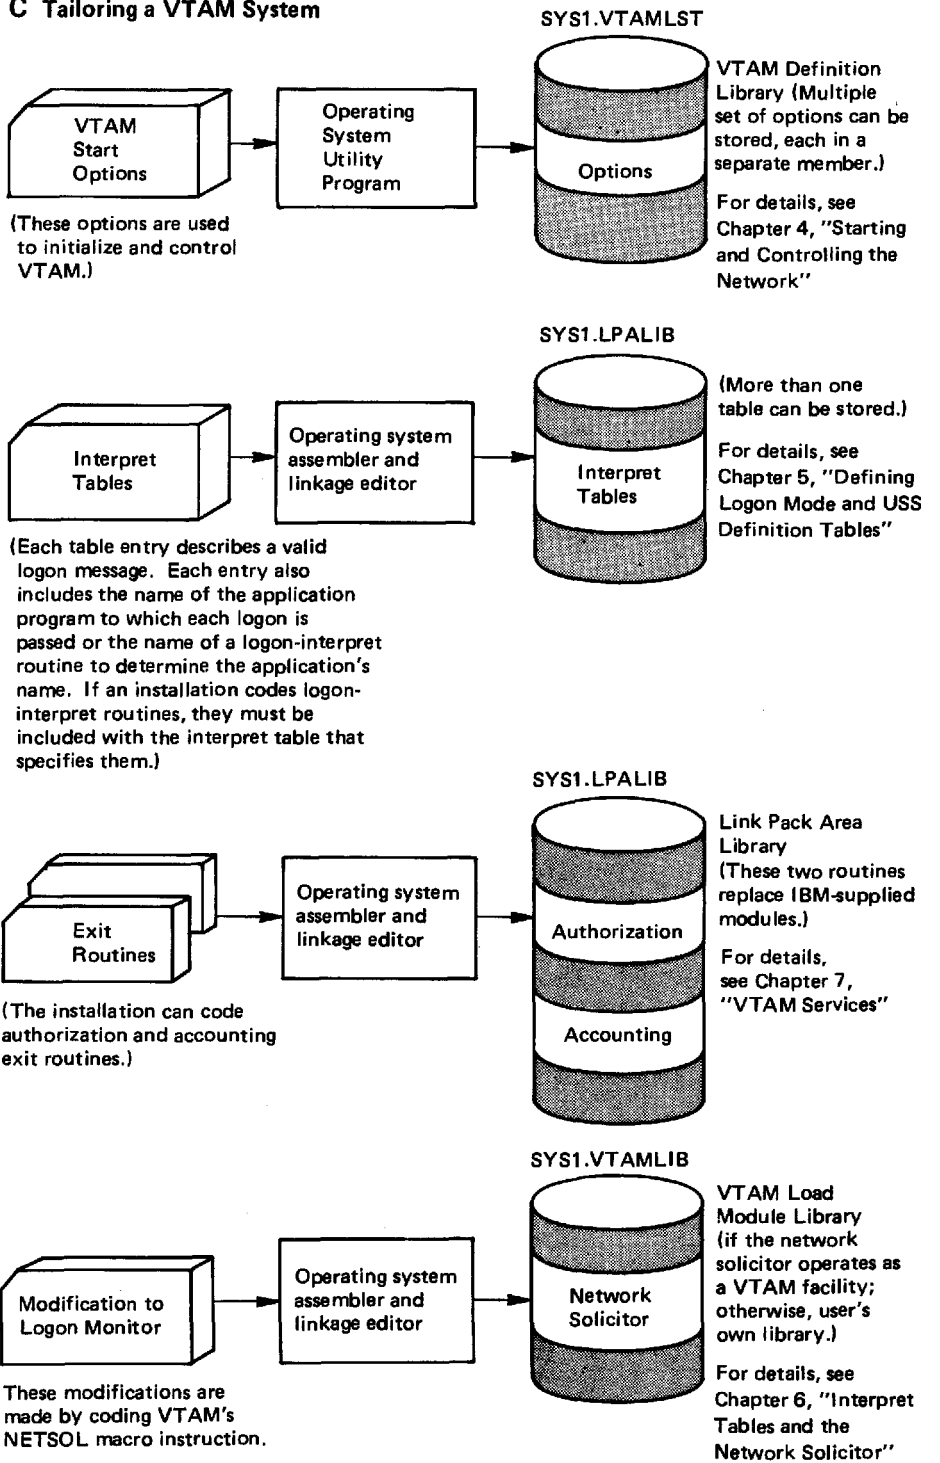 C Tailoring a VTAM System
SYS1.VTAMLST
VTAM
Start
Options
Operating
System
Utility
Program
Options
VTAM Definition
Library (Multiple
set of options can be
stored, each in a
separate member.)
For details, see
Chapter 4, "Starting
and Controlling the
Network"
(These options are used
to initialize and control
VTAM.)
SYS1.LPALIB
Interpret
Tables
Operating system
assembler and
linkage editor
Interpret
Tables
(More than one
table can be stored.)
For details, see
Chapter 5, "Defining
Logon Mode and USS
Definition Tables"
(Each table entry describes a valid
logon message. Each entry also
includes the name of the application
program to which each logon is
passed or the name of a logon-interpret
routine to determine the application's
name. If an installation codes logon-
interpret routines, they must be
included with the interpret table that
specifies them.)
SYS1.LPALIB
Exit
Routines
Operating system
assembler and
linkage editor
Authorization
Accounting
Link Pack Area
Library
(These two routines
replace IBM-supplied
modules.)
For details,
see Chapter 7,
"VTAM Services"
(The installation can code
authorization and accounting
exit routines.)
SYS1.VTAMLIB
Modification to
Logon Monitor
Operating system
assembler and
linkage editor
Network
Solicitor
VTAM Load
Module Library
(if the network
solicitor operates as
a VTAM facility;
otherwise, user's
own library.)
For details, see
Chapter 6, "Interpret
Tables and the
Network Solicitor"
These modifications are
made by coding VTAM's
NETSOL macro instruction.